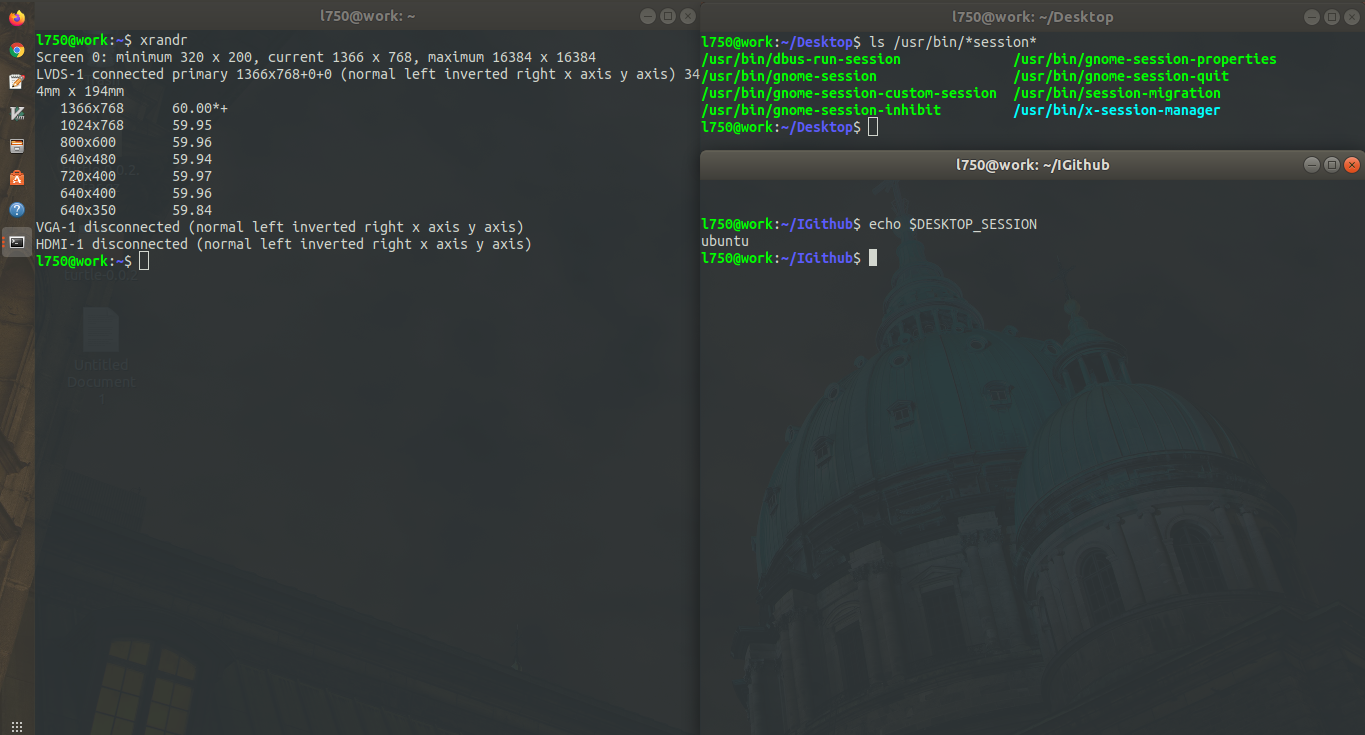 l750@work: ~
l750@work:~$ xrandr
Screen 0: minimum 320 x 200, current 1366 x 768, maximum 16384 x 16384
LVDS-1 connected primary 1366x768+0+0 (normal left inverted right x axis y axis) 34
4mm x 194mm
1366x768 60.00*+
1024x768 59.95
800x600 59.96
640x480 59.94
720x400 59.97
640x400 59.96
640x350 59.84
VGA-1 disconnected (normal left inverted right x axis y axis)
HDMI-1 disconnected (normal left inverted right x axis y axis)
l750@work:~$
Untitled
Document
l750@work: ~/Desktop
l750@work:~/Desktop$ ls /usr/bin/*session*
/usr/bin/dbus-run-session /usr/bin/gnome-session-properties
/usr/bin/gnome-session /usr/bin/gnome-session-quit
/usr/bin/gnome-session-custom-session /usr/bin/session-migration
/usr/bin/gnome-session-inhibit /usr/bin/x-session-manager
l750@work:~/Desktop$
l750@work: ~/IGithub
l750@work:~/IGithub$ echo $DESKTOP_SESSION
ubuntu
l750@work:~/IGithub$